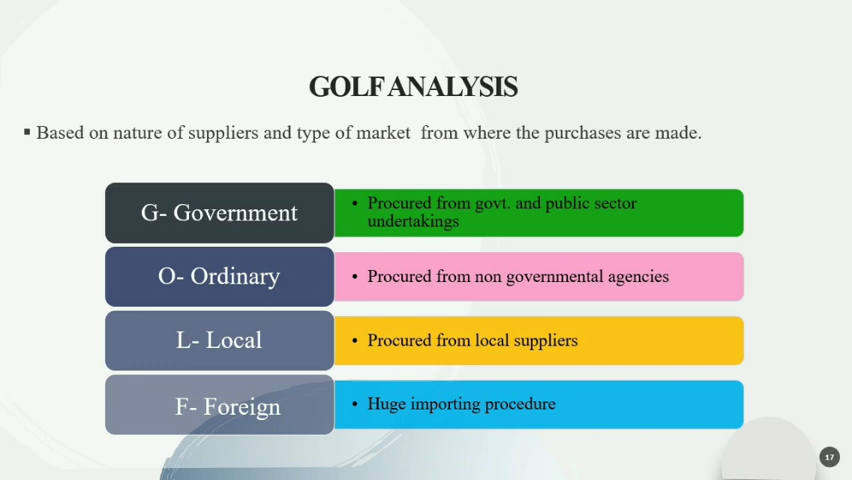 GOLF ANALYSIS
▪ Based on nature of suppliers and type of market from where the purchases are made.
G- Government
• Procured from govt. and public sector
undertakings
O- Ordinary
• Procured from non governmental agencies
L- Local
• Procured from local suppliers
F- Foreign
• Huge importing procedure
17